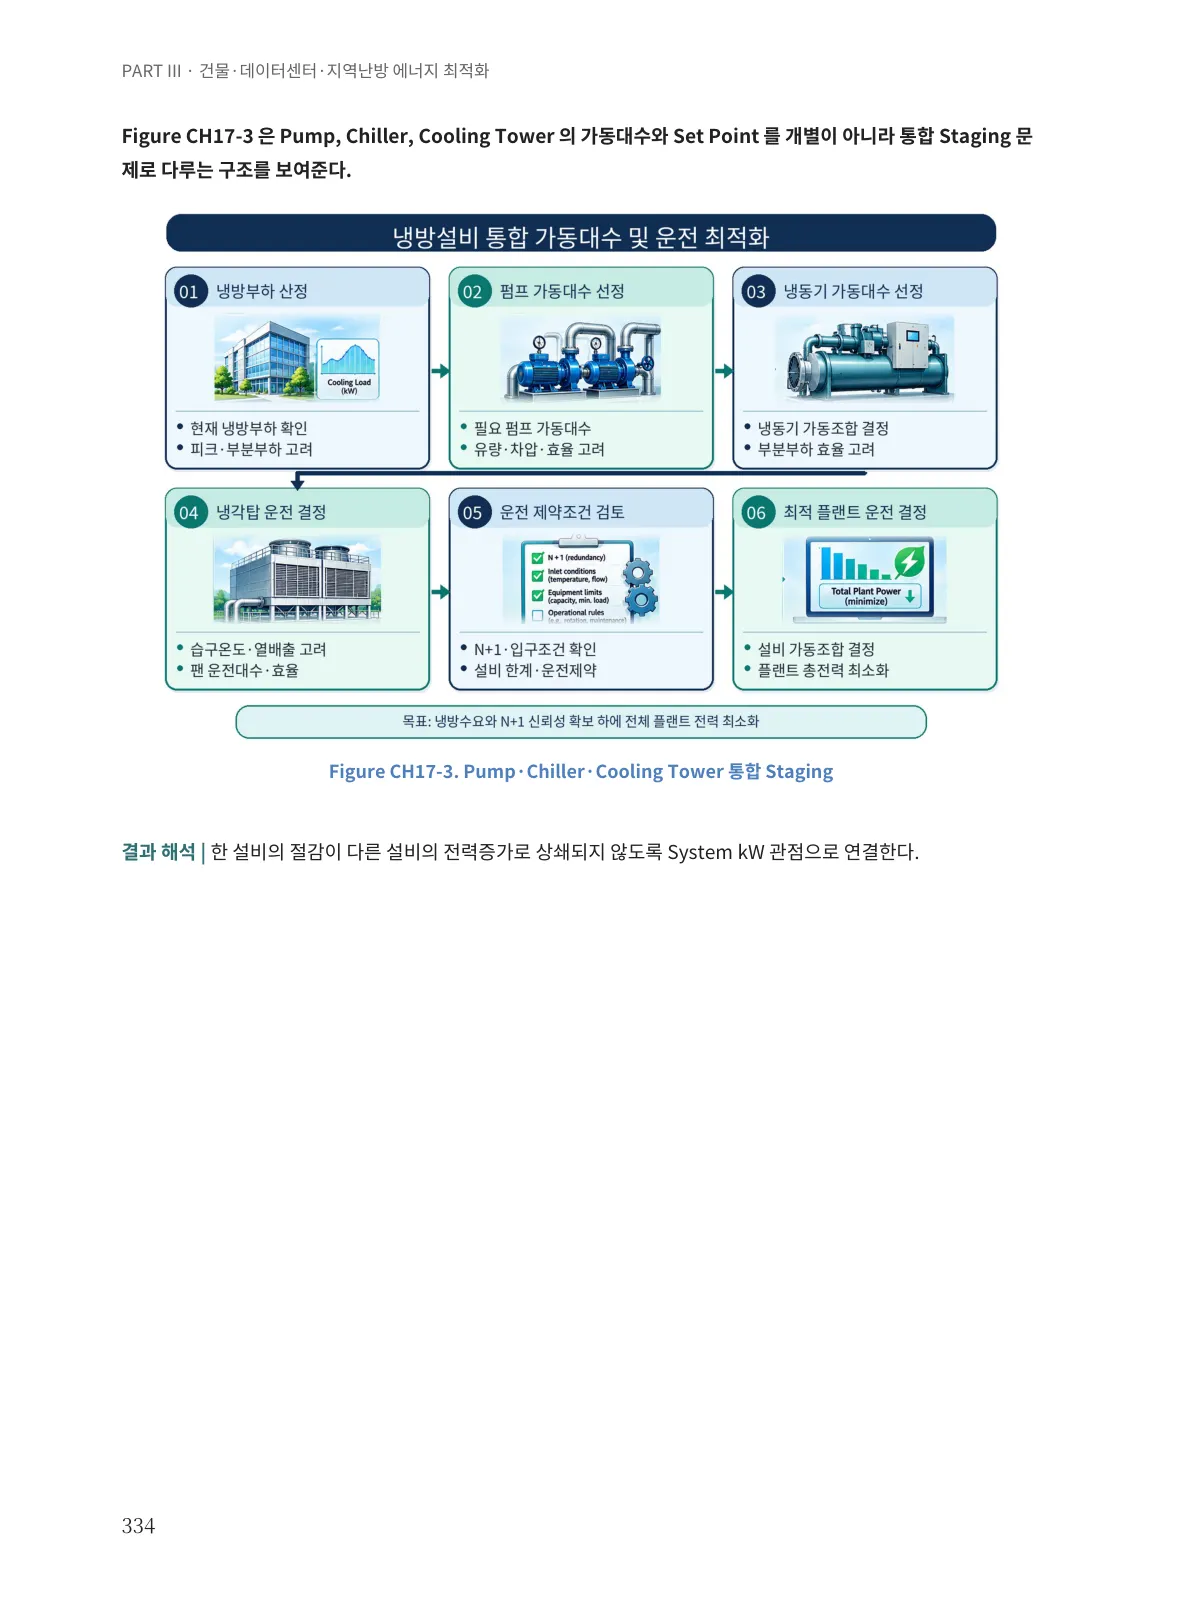 PART III · 건물·데이터센터·지역난방 에너지 최적화
Figure CH17-3 은 Pump, Chiller, Cooling Tower 의 가동대수와 Set Point 를 개별이 아니라 통합 Staging 문
제로 다루는 구조를 보여준다.
냉방설비 통합 가동대수 및 운전 최적화
01 냉방부하 산정
Cooling Load
(kW)
• 현재 냉방부하 확인
• 피크·부분부하 고려
02 펌프 가동대수 선정
• 필요 펌프 가동대수
• 유량·차압·효율 고려
03 냉동기 가동대수 선정
• 냉동기 가동조합 결정
• 부분부하 효율 고려
04 냉각탑 운전 결정
• 습구온도·열배출 고려
• 팬 운전대수·효율
05 운전 제약조건 검토
N + 1 (redundancy)
Inlet conditions
(temperature, flow)
Equipment limits
(capacity, min. load)
Operational rules
(e.g., rotation, maintenance)
• N+1·입구조건 확인
• 설비 한계·운전제약
06 최적 플랜트 운전 결정
Total Plant Power
(minimize)
• 설비 가동조합 결정
• 플랜트 총전력 최소화
목표: 냉방수요와 N+1 신뢰성 확보 하에 전체 플랜트 전력 최소화
Figure CH17-3. Pump·Chiller·Cooling Tower 통합 Staging
결과 해석 | 한 설비의 절감이 다른 설비의 전력증가로 상쇄되지 않도록 System kW 관점으로 연결한다.
334